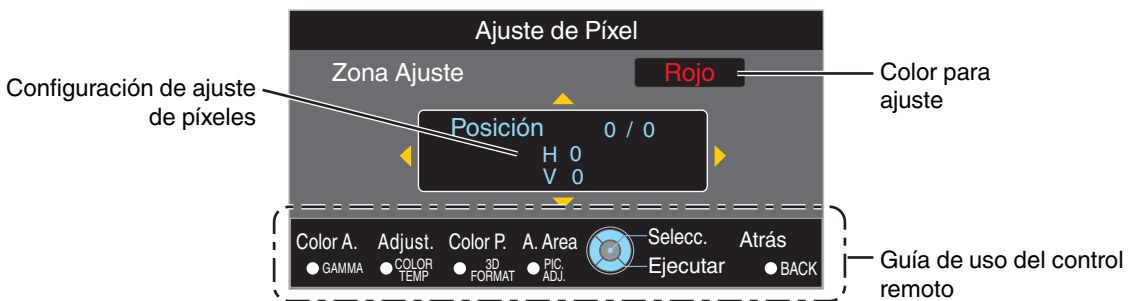 Ajuste de Píxel
Zona Ajuste Rojo
Configuración de ajuste
de píxeles
Color para
ajuste
Posición 0 / 0
H 0
V 0
Color A. Adjust. Color P. A. Area Selecc. Atrás
GAMMA COLOR TEMP 3D FORMAT PIC. ADJ. Ejecutar BACK
Guía de uso del control
remoto